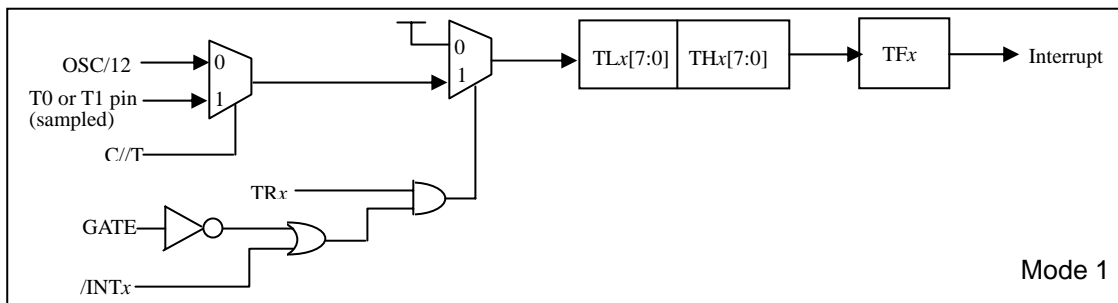 OSC/12
T0 or T1 pin
(sampled)
C//T
0
1
0
1
TLx[7:0] THx[7:0]
TFx
Interrupt
TRx
GATE
/INTx
Mode 1